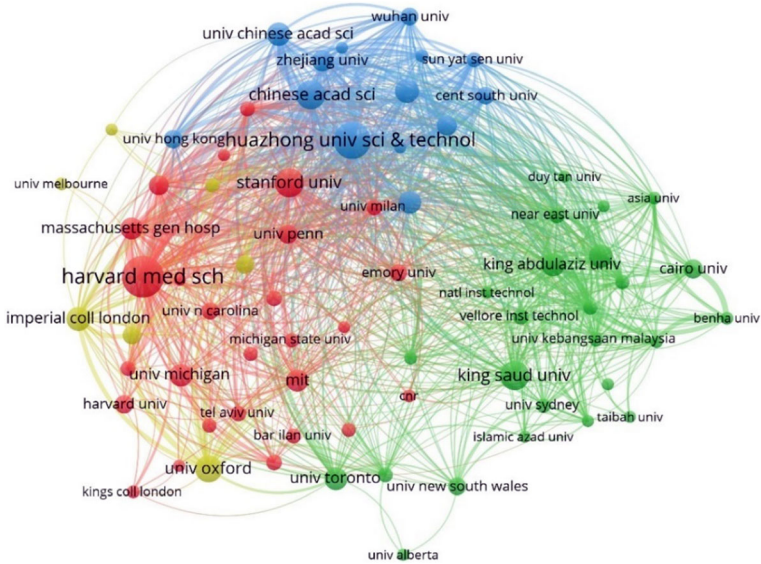 wuhan univ
univ chinese acad sci
zhejiang univ
sun yat sen univ
chinese acad sci
cent south univ
univ hong kong
huazhong univ sci & technol
duy tan univ
univ melbourne
stanford univ
asia univ
univ milan
near east univ
massachusetts gen hosp
univ penn
king abdulaziz univ
cairo univ
harvard med sch
emory univ
natl inst technol
univ n carolina
imperial coll london
vellore inst technol
benha univ
michigan state univ
univ kebangsaan malaysia
univ michigan
mit
king saud univ
cnr
harvard univ
tel aviv univ
univ sydney
taibah univ
bar ilan univ
islamic azad univ
univ oxford
univ toronto
univ new south wales
kings coll london
univ alberta